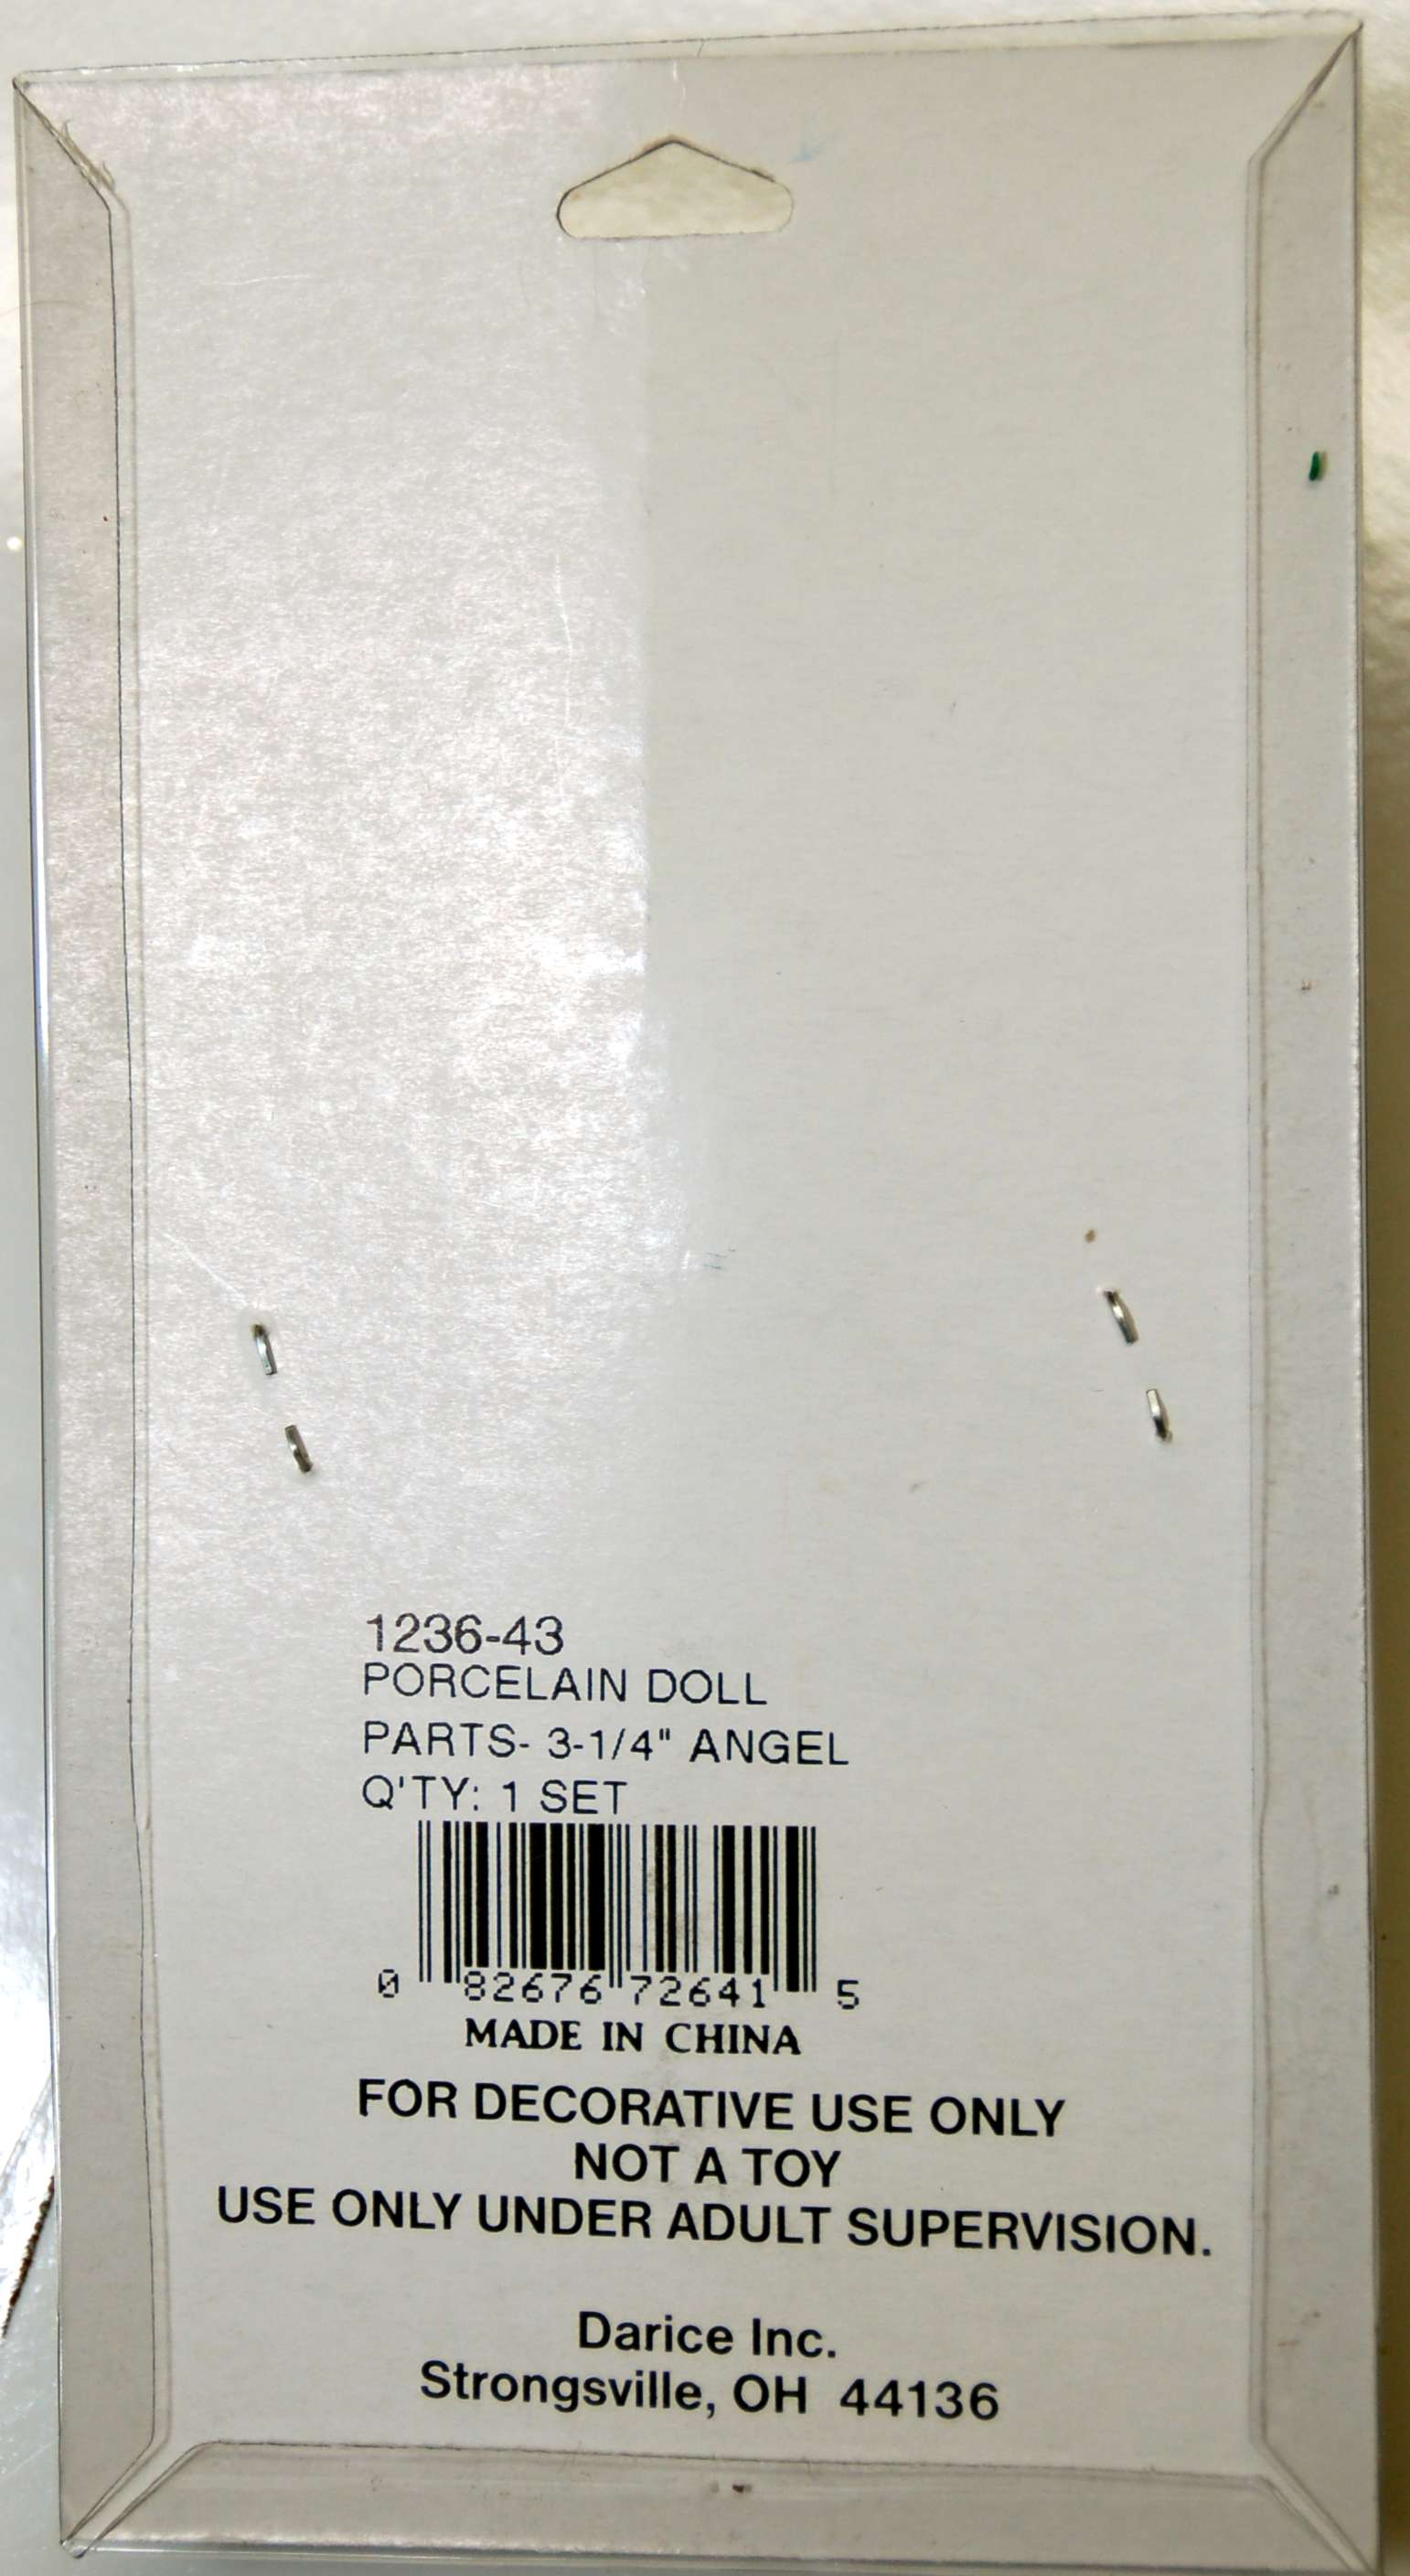 1236-43
PORCELAIN DOLL
PARTS- 3-1/4" ANGEL
Q'TY: 1 SET
0 82676 72641 5
MADE IN CHINA
FOR DECORATIVE USE ONLY
NOT A TOY
USE ONLY UNDER ADULT SUPERVISION.
Darice Inc.
Strongsville, OH 44136